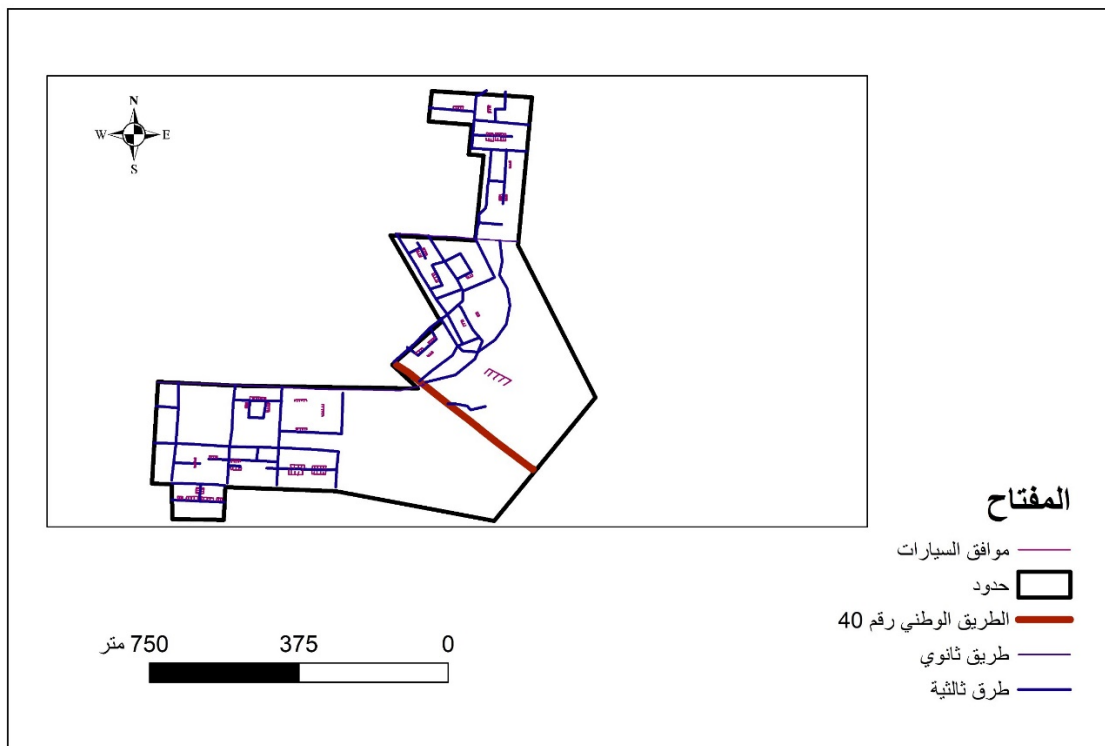 N
W E
S
المفتاح
موافق السيارات
حدود
الطريق الوطني رقم 40
طريق ثانوي
طرق ثالثية
0 375 750 متر